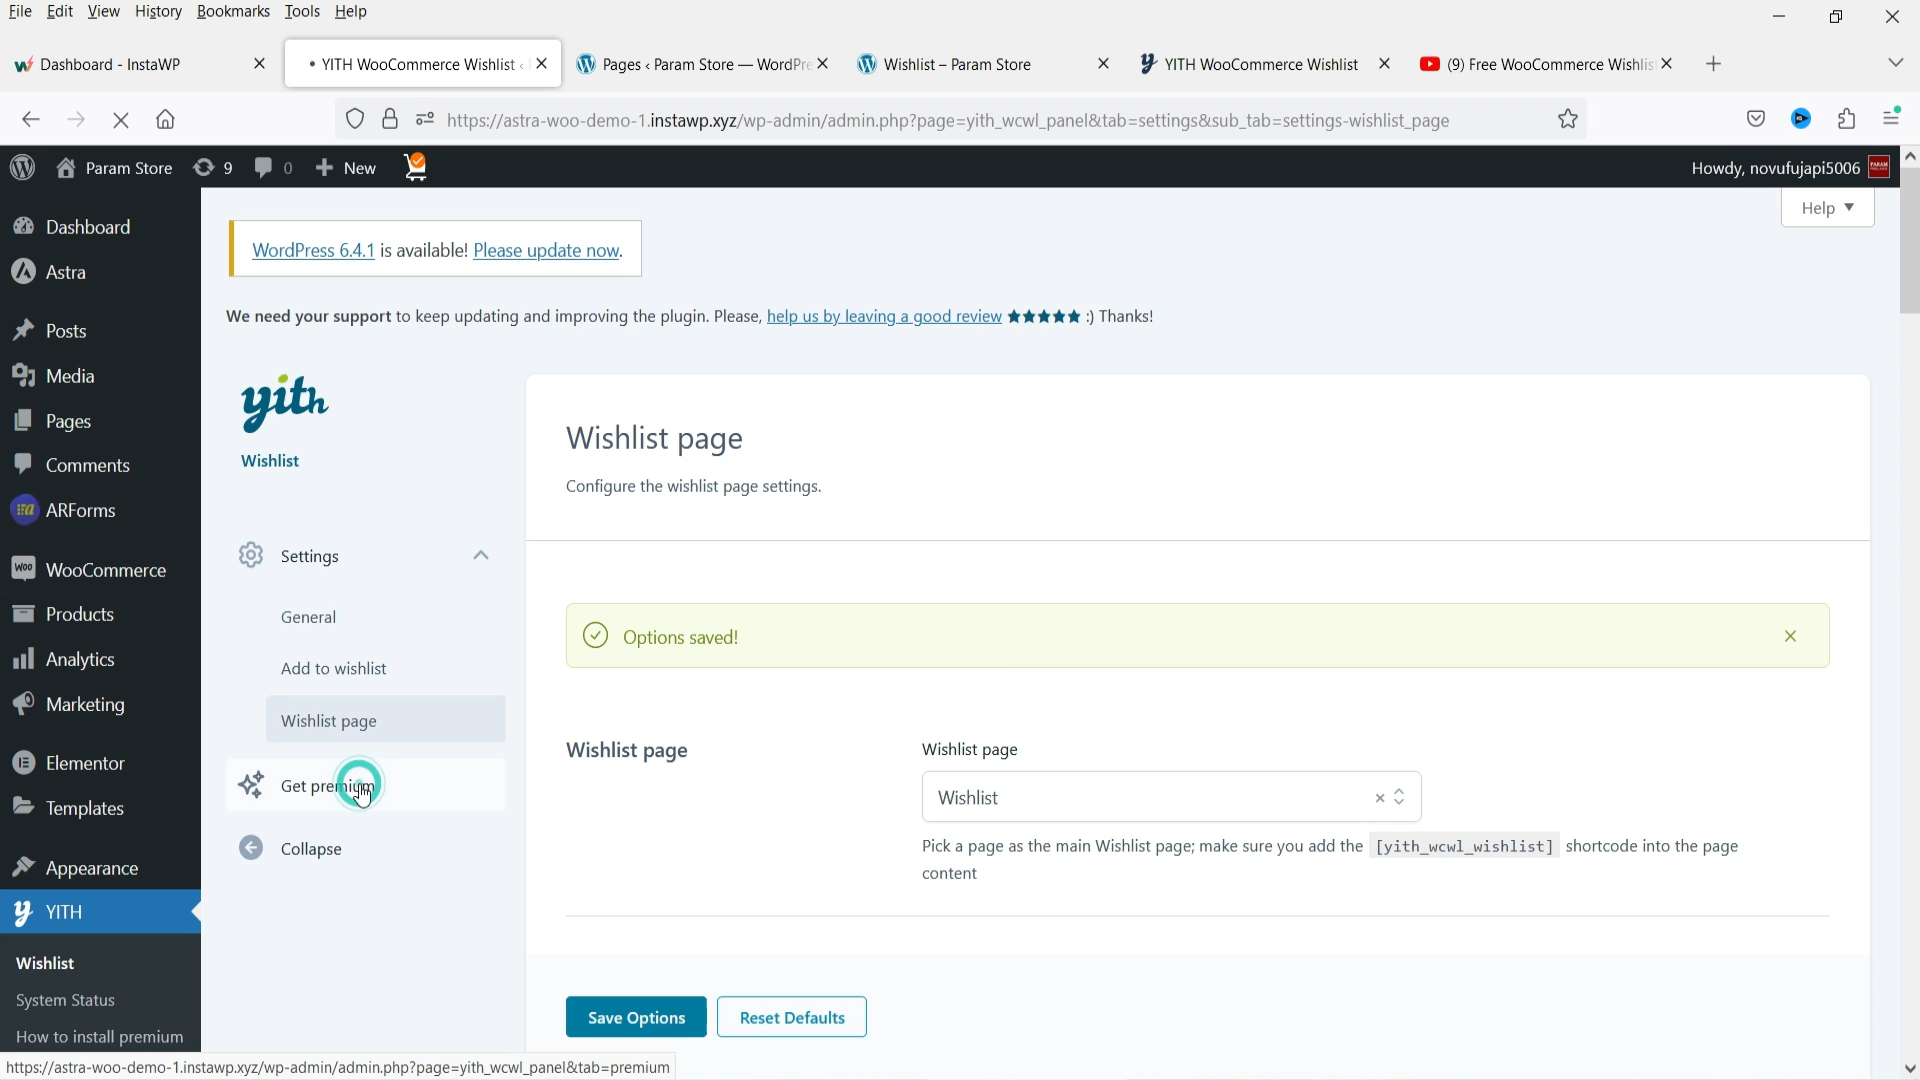 File Edit View History Bookmarks Tools Help
Dashboard - InstaWP
YITH WooCommerce Wishlist ‹
Pages ‹ Param Store — WordPre
Wishlist – Param Store
YITH WooCommerce Wishlist
(9) Free WooCommerce Wishlis
https://astra-woo-demo-1.instawp.xyz/wp-admin/admin.php?page=yith_wcwl_panel&tab=settings&sub_tab=settings-wishlist_page
Param Store 9 0 New
Howdy, novufujapi5006
PARAM
Help
Dashboard
Astra
Posts
Media
Pages
Comments
ARForms
WooCommerce
Products
Analytics
Marketing
Elementor
Templates
Appearance
YITH
Wishlist
System Status
How to install premium
WordPress 6.4.1 is available! Please update now.
We need your support to keep updating and improving the plugin. Please, help us by leaving a good review ★★★★★ :) Thanks!
yith
Wishlist
Settings
General
Add to wishlist
Wishlist page
Get premium
Collapse
Wishlist page
Configure the wishlist page settings.
Options saved!
Wishlist page
Wishlist page
Wishlist
Pick a page as the main Wishlist page; make sure you add the [yith_wcwl_wishlist] shortcode into the page
content
Save Options
Reset Defaults
https://astra-woo-demo-1.instawp.xyz/wp-admin/admin.php?page=yith_wcwl_panel&tab=premium